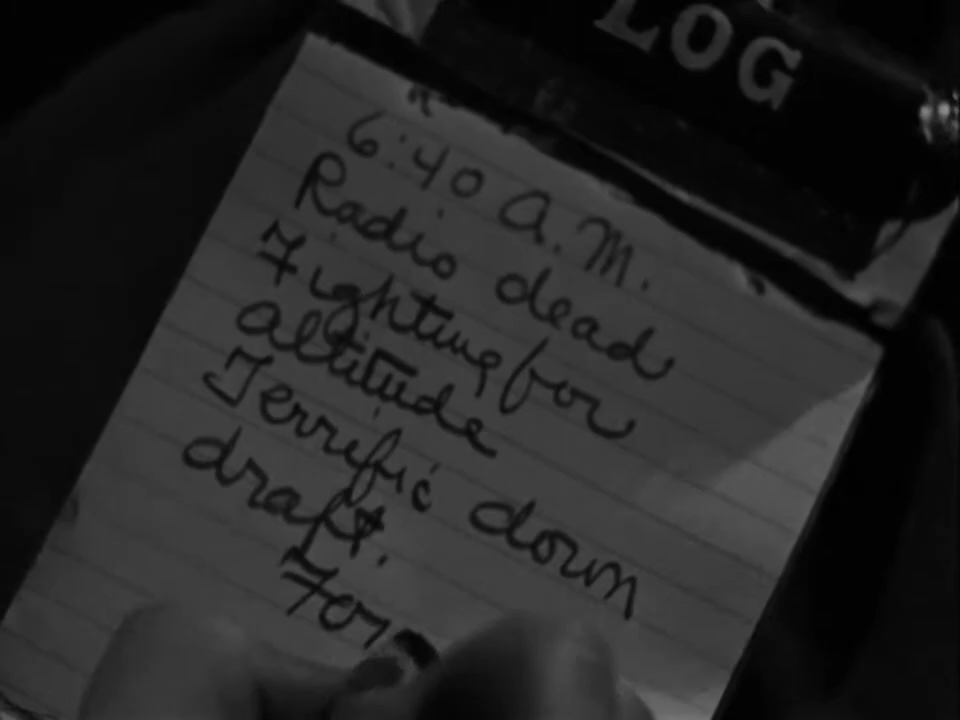 LOG
6:40 A.M.
Radio dead
Fighting for
altitude
Terrific down
draft.